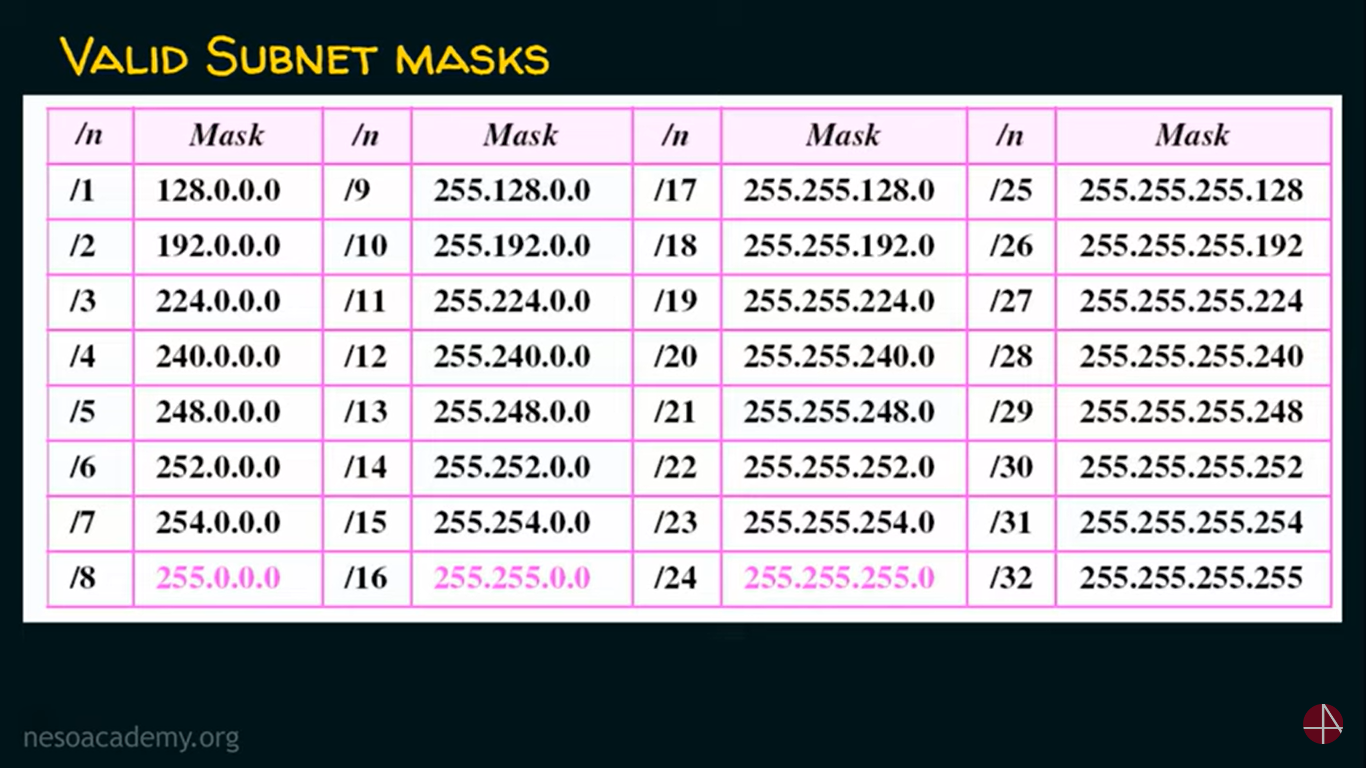 VALID SUBNET MASKS
/n Mask /n Mask /n Mask /n Mask
/1 128.0.0.0 /9 255.128.0.0 /17 255.255.128.0 /25 255.255.255.128
/2 192.0.0.0 /10 255.192.0.0 /18 255.255.192.0 /26 255.255.255.192
/3 224.0.0.0 /11 255.224.0.0 /19 255.255.224.0 /27 255.255.255.224
/4 240.0.0.0 /12 255.240.0.0 /20 255.255.240.0 /28 255.255.255.240
/5 248.0.0.0 /13 255.248.0.0 /21 255.255.248.0 /29 255.255.255.248
/6 252.0.0.0 /14 255.252.0.0 /22 255.255.252.0 /30 255.255.255.252
/7 254.0.0.0 /15 255.254.0.0 /23 255.255.254.0 /31 255.255.255.254
/8 255.0.0.0 /16 255.255.0.0 /24 255.255.255.0 /32 255.255.255.255
nesoacademy.org